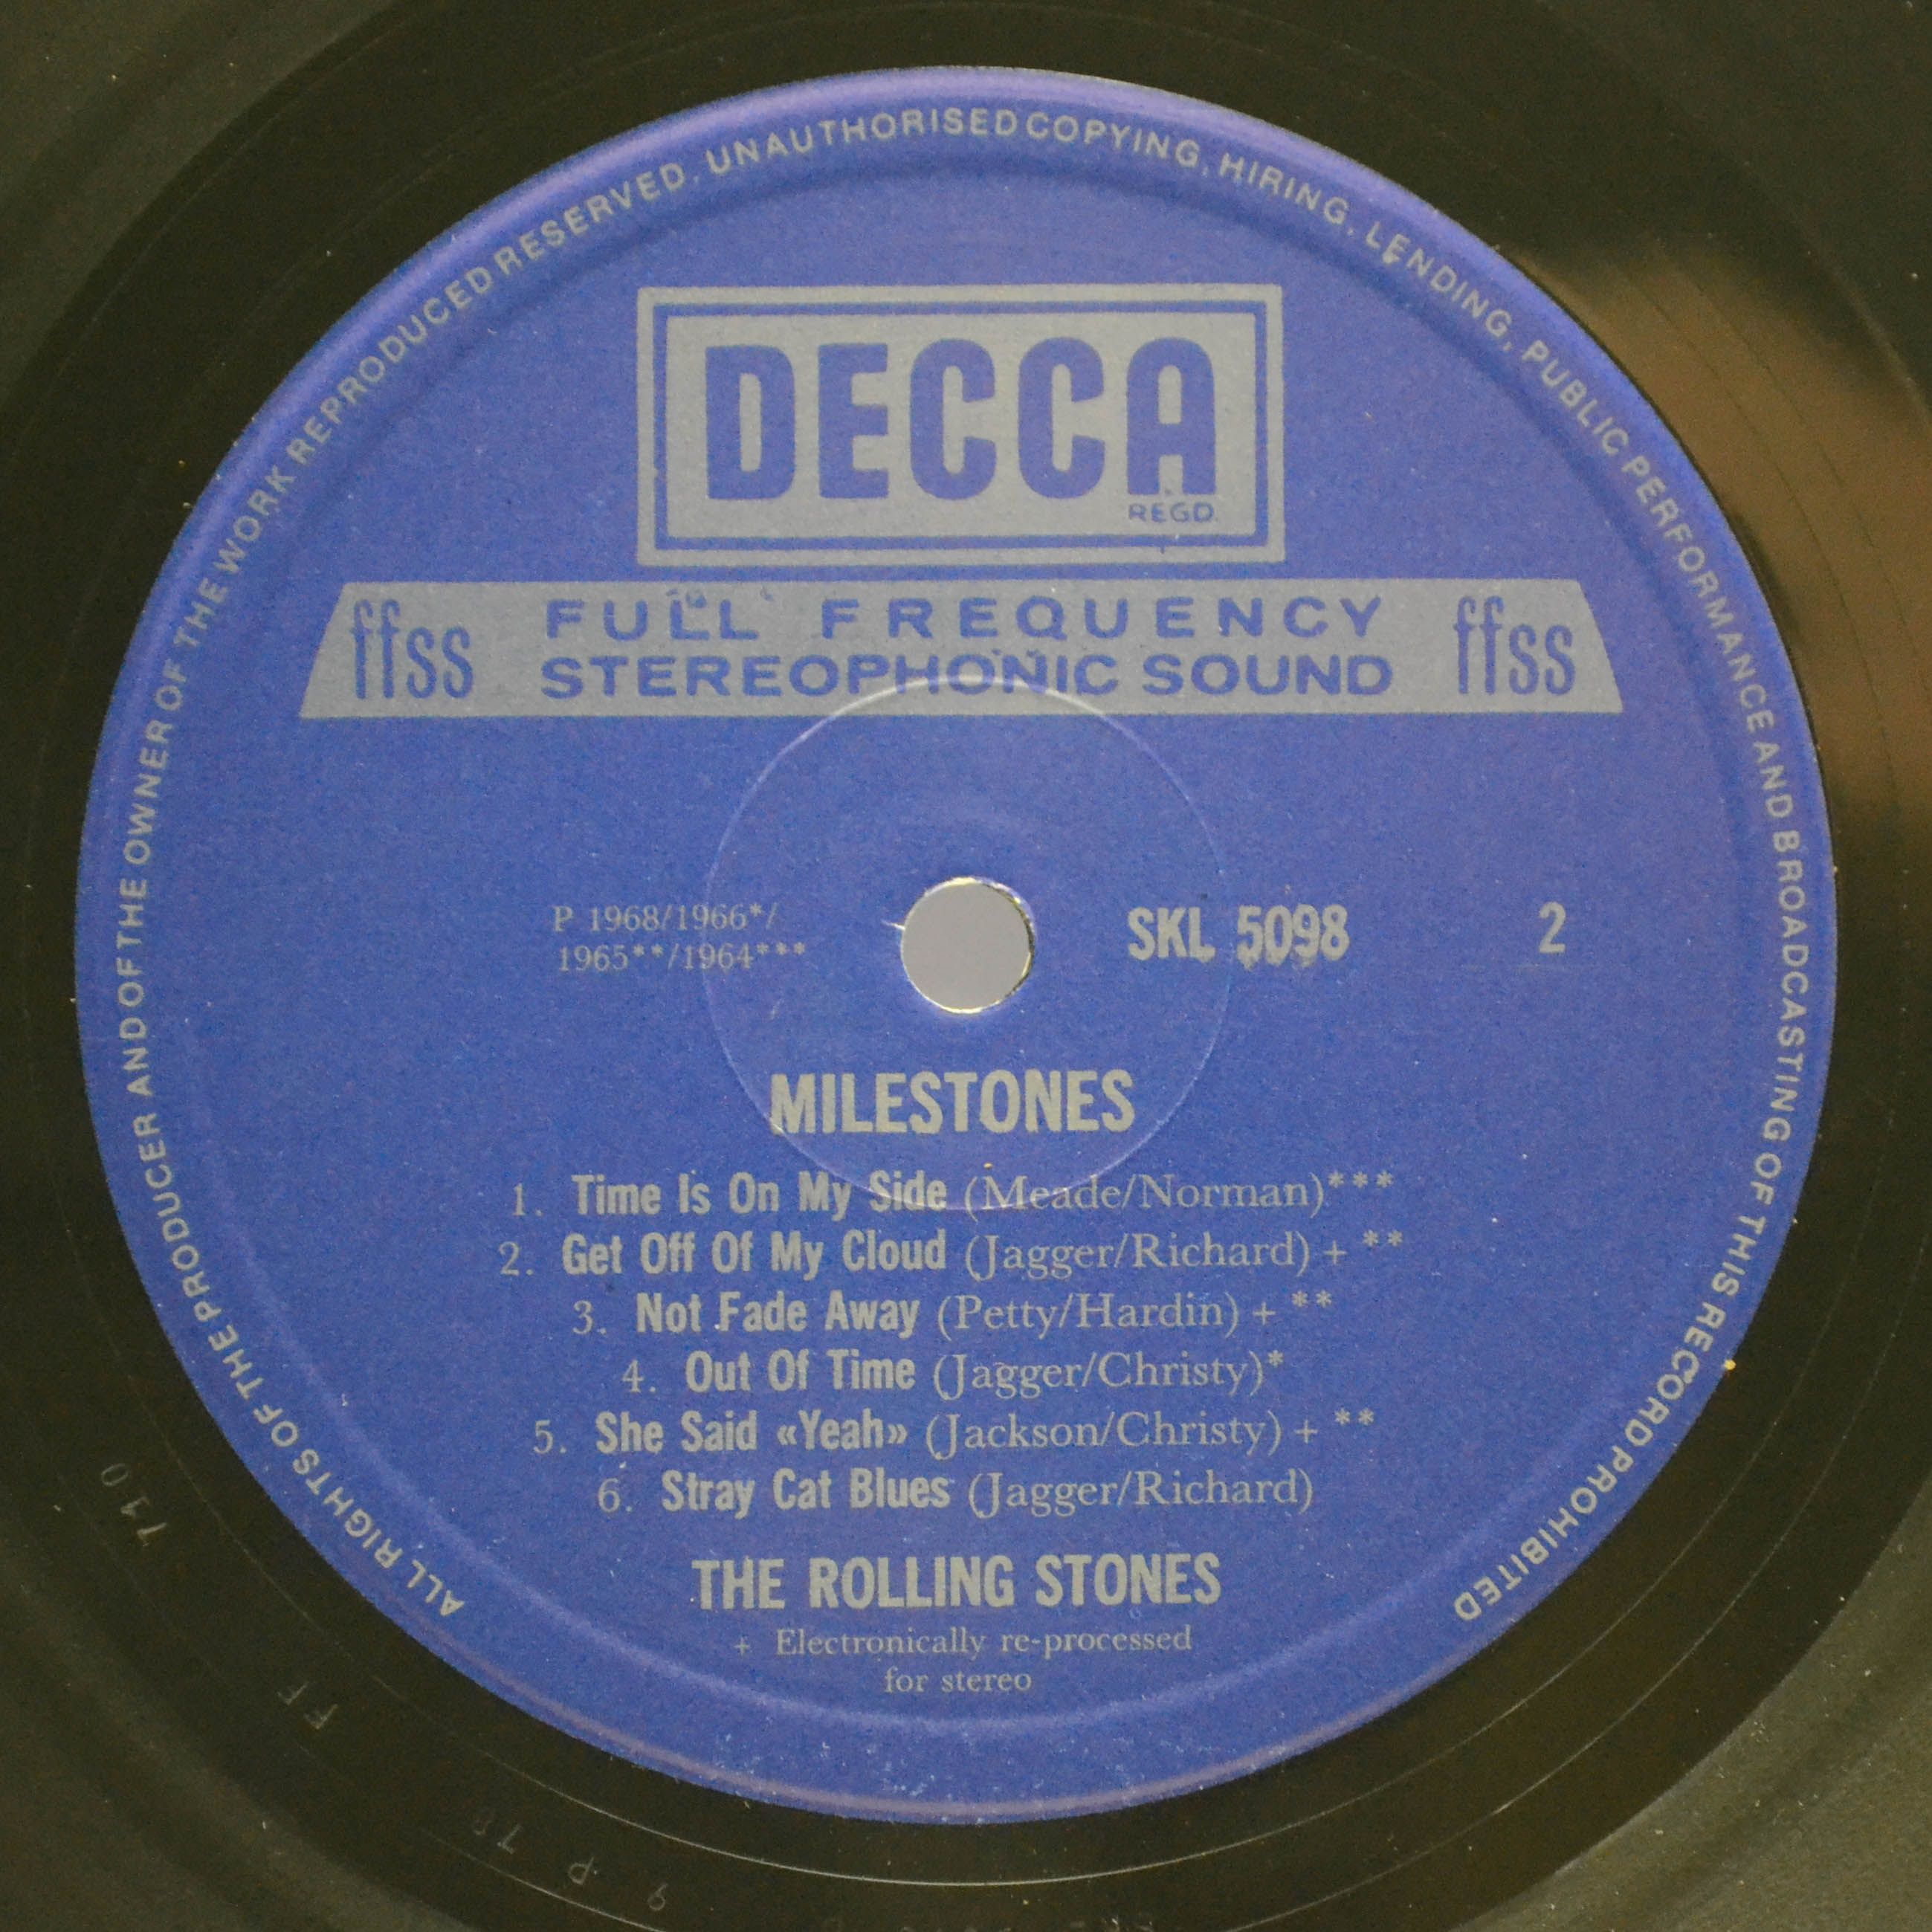 ALL RIGHTS OF THE PRODUCER AND OF THE OWNER OF THE WORK REPRODUCED RESERVED. UNAUTHORISED COPYING, HIRING, LENDING, PUBLIC PERFORMANCE AND BROADCASTING OF THIS RECORD PROHIBITED
DECCA
REGD.
ffss FULL FREQUENCY ffss
STEREOPHONIC SOUND
P 1968/1966*/
1965**/1964***
SKL 5098 2
MILESTONES
1. Time Is On My Side (Meade/Norman)***
2. Get Off Of My Cloud (Jagger/Richard) + **
3. Not Fade Away (Petty/Hardin) + **
4. Out Of Time (Jagger/Christy)*
5. She Said «Yeah» (Jackson/Christy) + **
6. Stray Cat Blues (Jagger/Richard)
THE ROLLING STONES
+ Electronically re-processed
for stereo